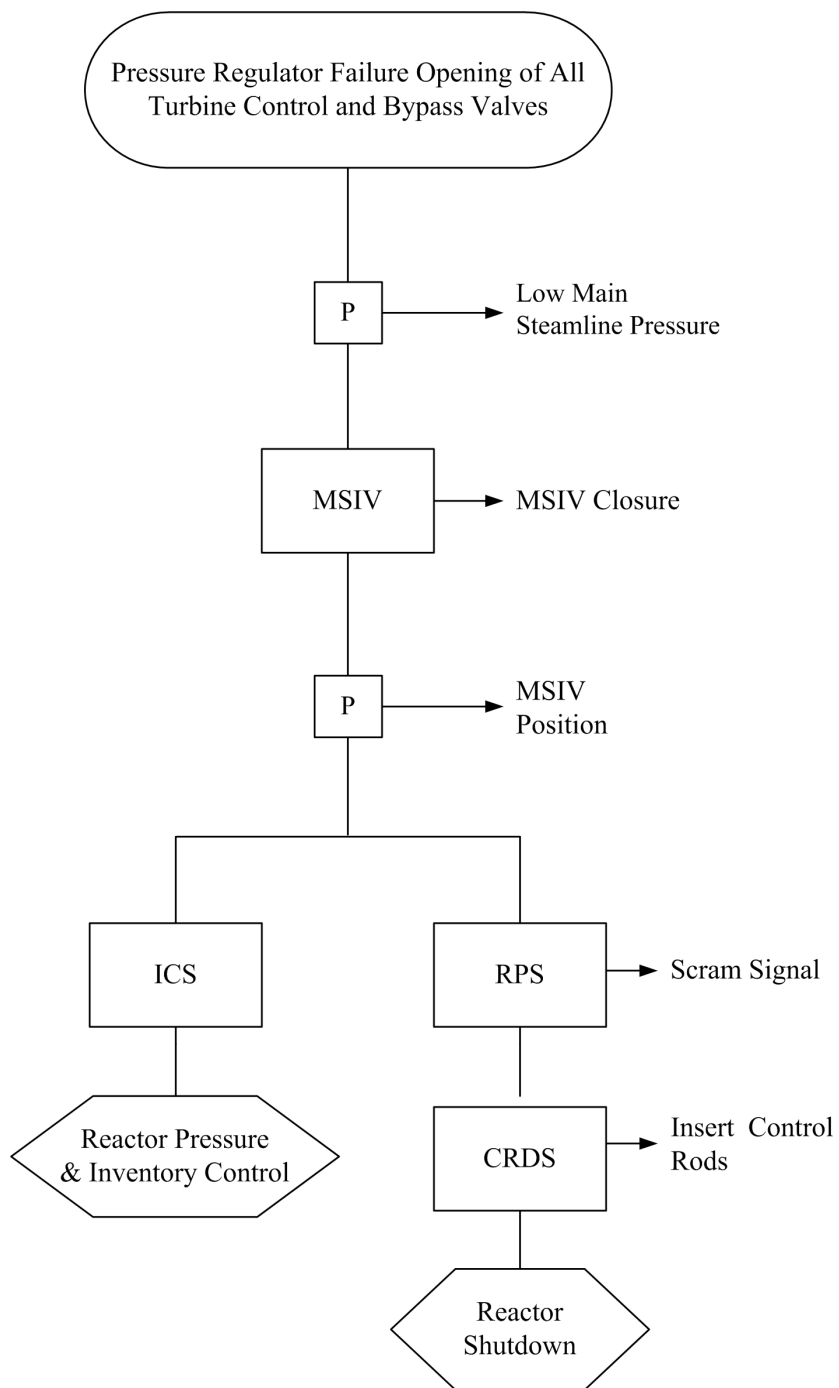 Pressure Regulator Failure Opening of All
Turbine Control and Bypass Valves
P
Low Main
Steamline Pressure
MSIV
MSIV Closure
P
MSIV
Position
ICS
RPS
Scram Signal
Reactor Pressure
& Inventory Control
CRDS
Insert Control
Rods
Reactor
Shutdown